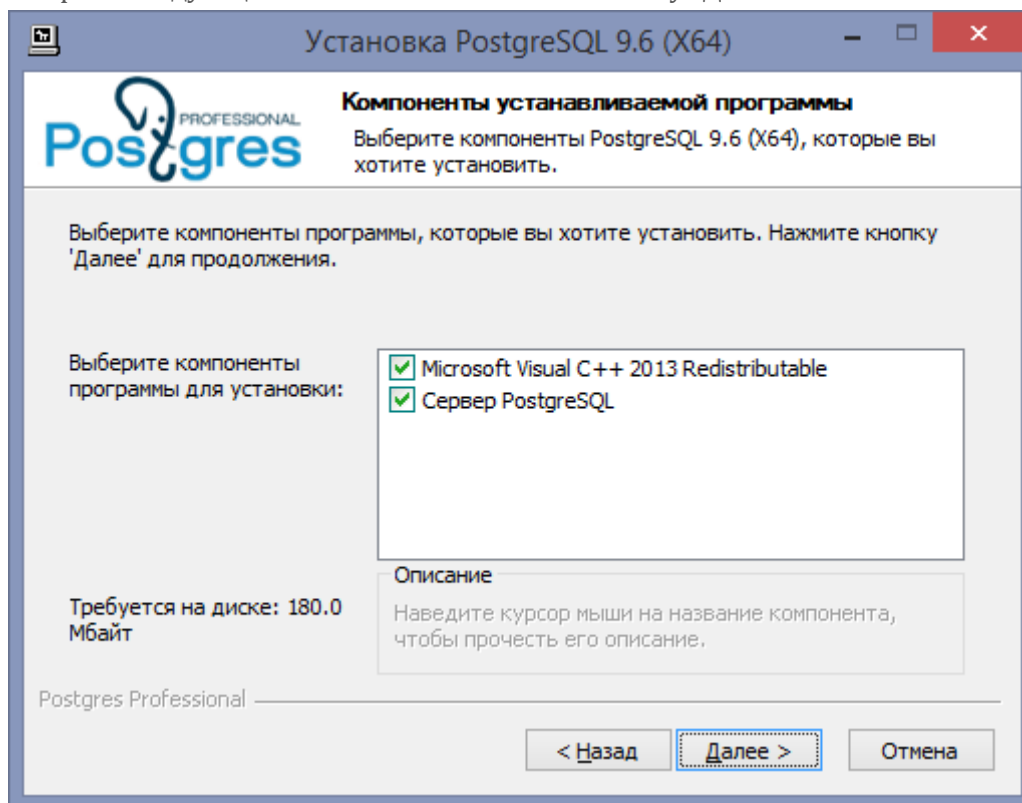 Установка PostgreSQL 9.6 (X64)
PROFESSIONAL
Postgres
Компоненты устанавливаемой программы
Выберите компоненты PostgreSQL 9.6 (X64), которые вы
хотите установить.
Выберите компоненты программы, которые вы хотите установить. Нажмите кнопку
'Далее' для продолжения.
Выберите компоненты
программы для установки:
Microsoft Visual C++ 2013 Redistributable
Сервер PostgreSQL
Требуется на диске: 180.0
Мбайт
Описание
Наведите курсор мыши на название компонента,
чтобы прочесть его описание.
Postgres Professional
< Назад
Далее >
Отмена